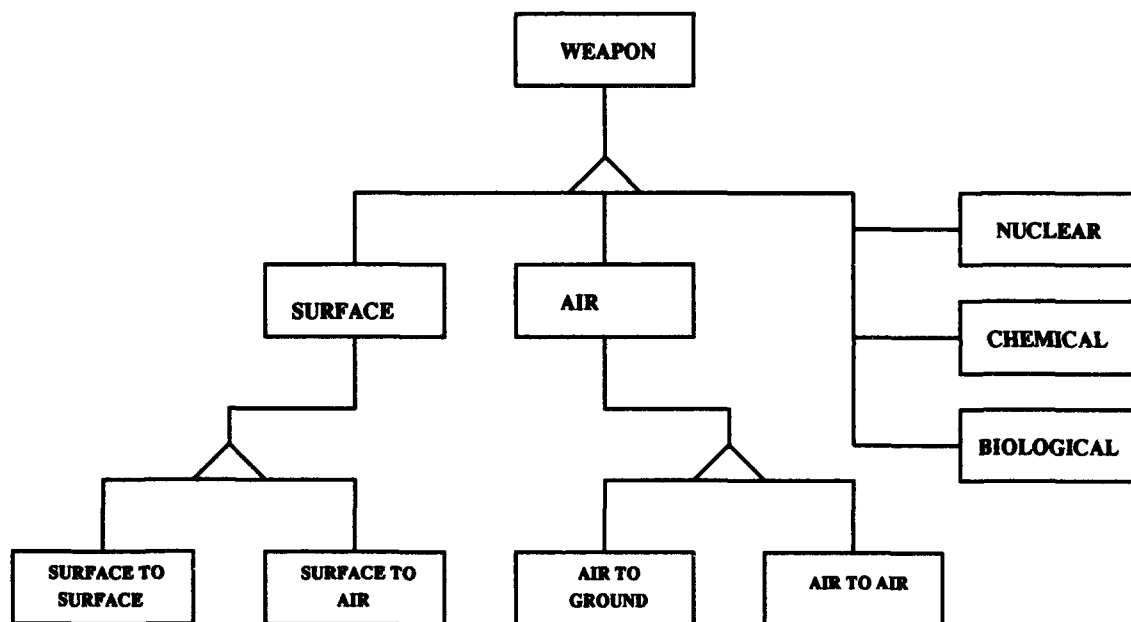 WEAPON
NUCLEAR
SURFACE
AIR
CHEMICAL
BIOLOGICAL
SURFACE TO
SURFACE
SURFACE TO
AIR
AIR TO
GROUND
AIR TO AIR